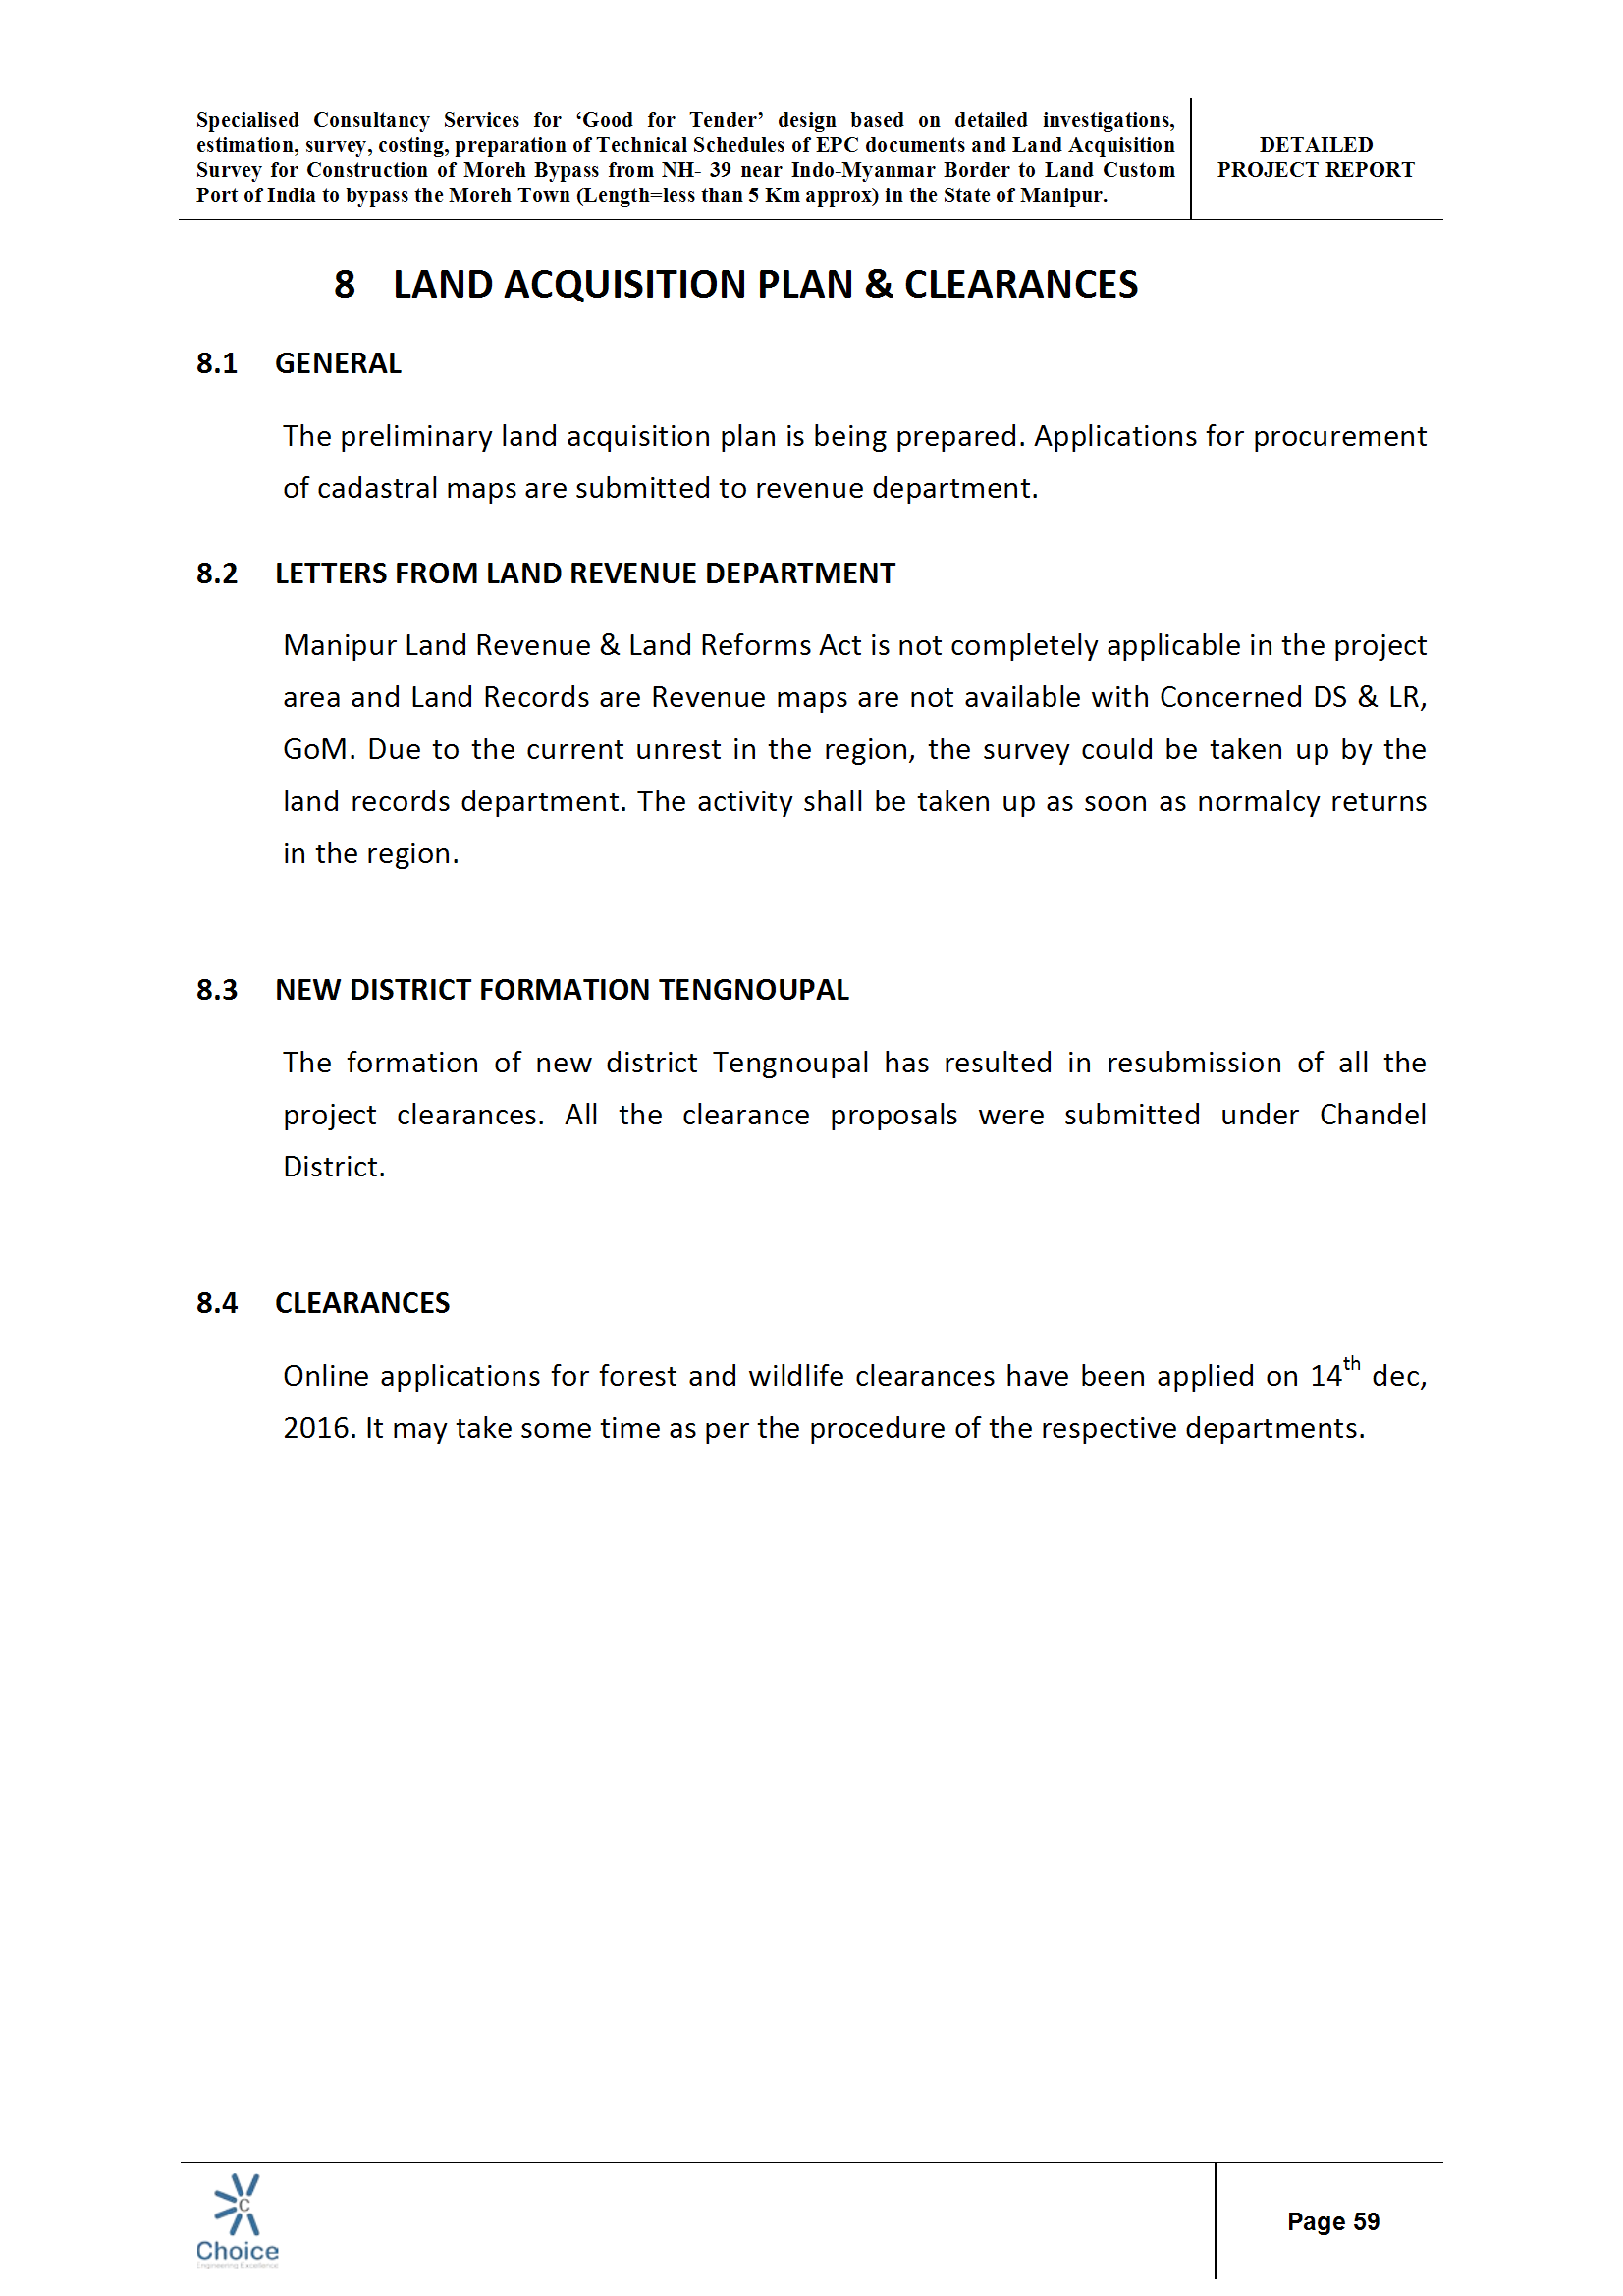 Specialised Consultancy Services for ‘Good for Tender’ design based on detailed investigations,
estimation, survey, costing, preparation of Technical Schedules of EPC documents and Land Acquisition
Survey for Construction of Moreh Bypass from NH- 39 near Indo-Myanmar Border to Land Custom
Port of India to bypass the Moreh Town (Length=less than 5 Km approx) in the State of Manipur.
DETAILED
PROJECT REPORT
8 LAND ACQUISITION PLAN & CLEARANCES
8.1 GENERAL
The preliminary land acquisition plan is being prepared. Applications for procurement
of cadastral maps are submitted to revenue department.
8.2 LETTERS FROM LAND REVENUE DEPARTMENT
Manipur Land Revenue & Land Reforms Act is not completely applicable in the project
area and Land Records are Revenue maps are not available with Concerned DS & LR,
GoM. Due to the current unrest in the region, the survey could be taken up by the
land records department. The activity shall be taken up as soon as normalcy returns
in the region.
8.3 NEW DISTRICT FORMATION TENGNOUPAL
The formation of new district Tengnoupal has resulted in resubmission of all the
project clearances. All the clearance proposals were submitted under Chandel
District.
8.4 CLEARANCES
Online applications for forest and wildlife clearances have been applied on 14th dec,
2016. It may take some time as per the procedure of the respective departments.
C
Choice
Engineering Excellence
Page 59